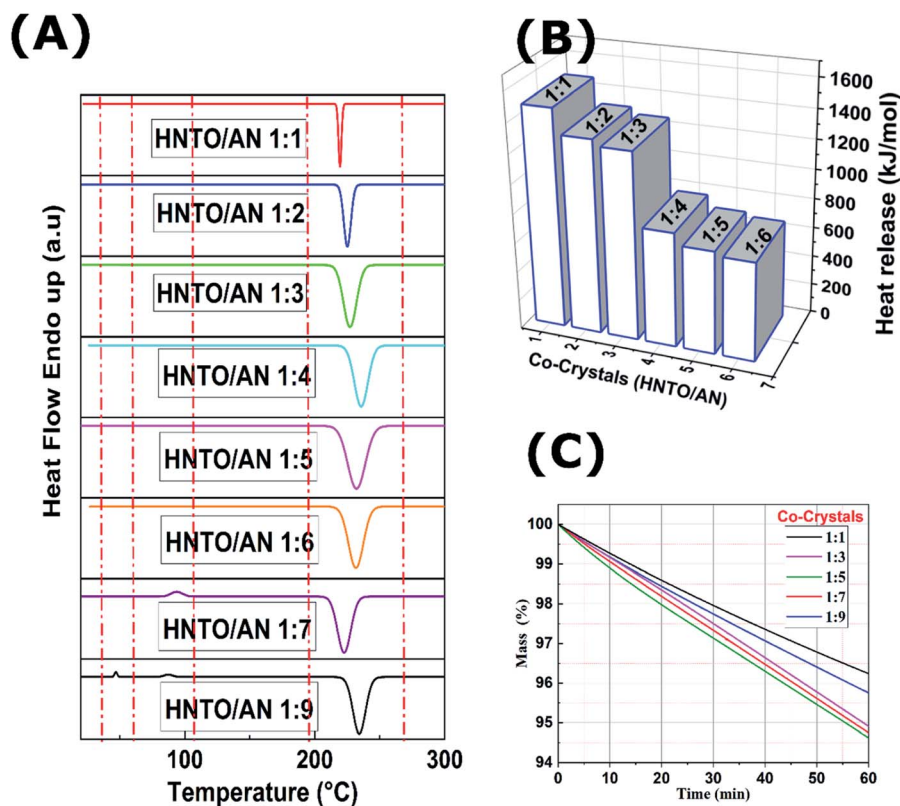 (A)
Heat Flow Endo up (a.u)
HNTO/AN 1:1
HNTO/AN 1:2
HNTO/AN 1:3
HNTO/AN 1:4
HNTO/AN 1:5
HNTO/AN 1:6
HNTO/AN 1:7
HNTO/AN 1:9
100 200 300
Temperature (°C)
(B)
1:1
1:2
1:3
1:4
1:5
1:6
1600
1400
1200
1000
800
600
400
200
0
Heat release (kJ/mol)
1 2 3 4 5 6 7
Co-Crystals (HNTO/AN)
(C)
Mass (%)
100
99
98
97
96
95
94
Co-Crystals
1:1
1:3
1:5
1:7
1:9
0 10 20 30 40 50 60
Time (min)